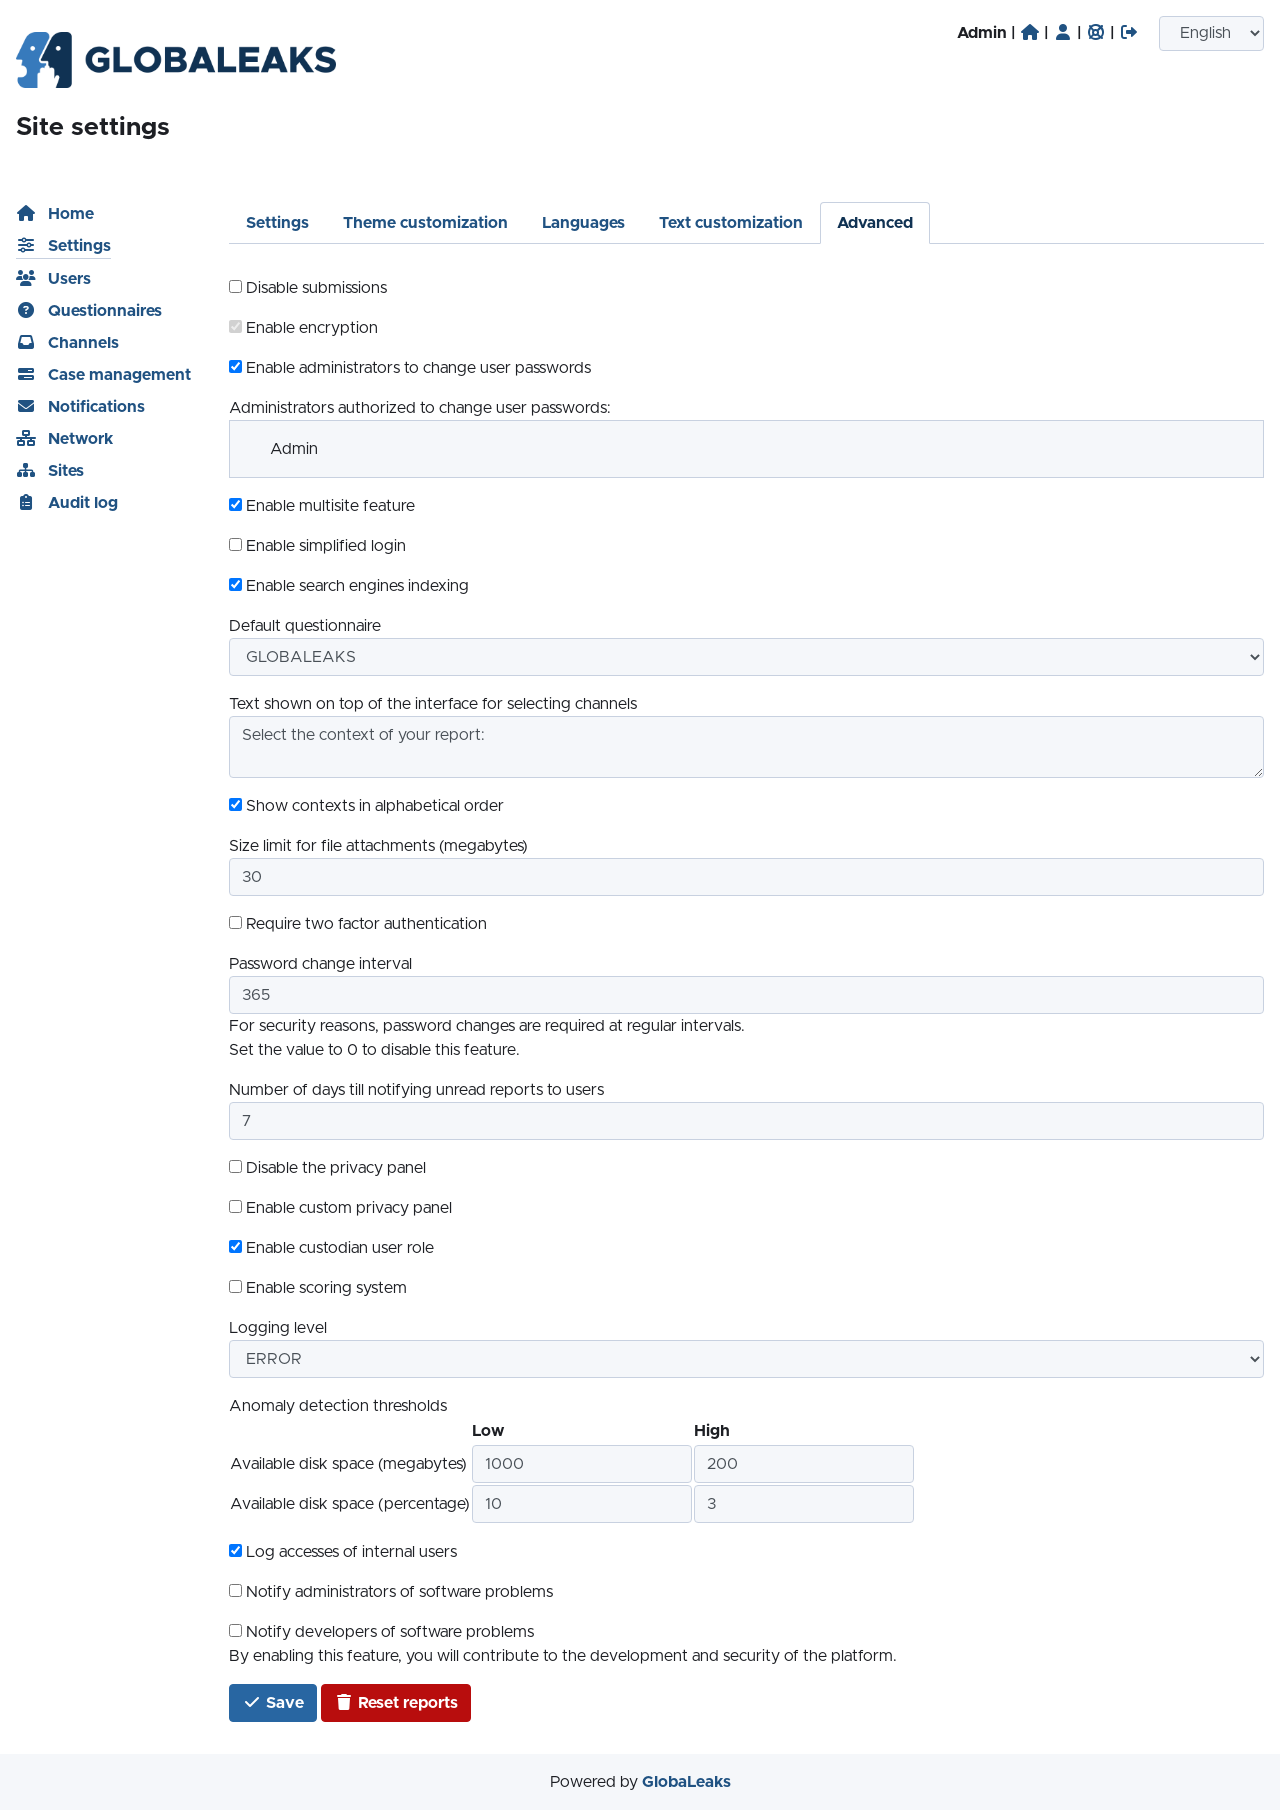 Admin | | | |
English
GLOBALEAKS
Site settings
Home
Settings
Users
Questionnaires
Channels
Case management
Notifications
Network
Sites
Audit log
Settings Theme customization Languages Text customization Advanced
Disable submissions
Enable encryption
Enable administrators to change user passwords
Administrators authorized to change user passwords:
Admin
Enable multisite feature
Enable simplified login
Enable search engines indexing
Default questionnaire
GLOBALEAKS
Text shown on top of the interface for selecting channels
Select the context of your report:
Show contexts in alphabetical order
Size limit for file attachments (megabytes)
30
Require two factor authentication
Password change interval
365
For security reasons, password changes are required at regular intervals.
Set the value to 0 to disable this feature.
Number of days till notifying unread reports to users
7
Disable the privacy panel
Enable custom privacy panel
Enable custodian user role
Enable scoring system
Logging level
ERROR
Anomaly detection thresholds
Low High
Available disk space (megabytes) 1000 200
Available disk space (percentage) 10 3
Log accesses of internal users
Notify administrators of software problems
Notify developers of software problems
By enabling this feature, you will contribute to the development and security of the platform.
Save Reset reports
Powered by GlobaLeaks